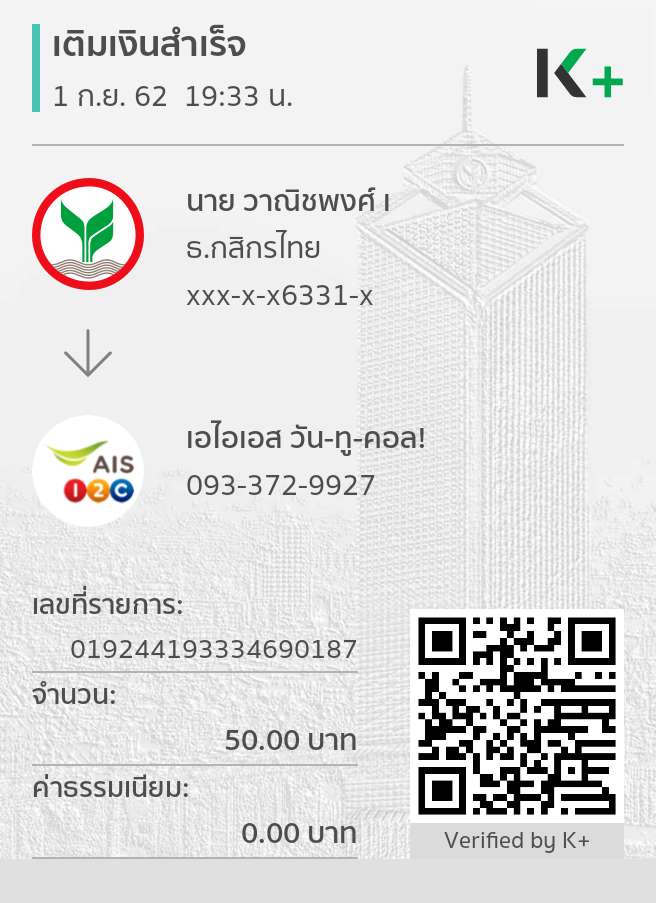 เติมเงินสำเร็จ
1 ก.ย. 62 19:33 น.
K+
นาย วาณิชพงศ์ เ
ธ.กสิกรไทย
xxx-x-x6331-x
เอไอเอส วัน-ทู-คอล!
AIS
12C
093-372-9927
เลขที่รายการ:
019244193334690187
จำนวน:
50.00 บาท
ค่าธรรมเนียม:
0.00 บาท
Verified by K+